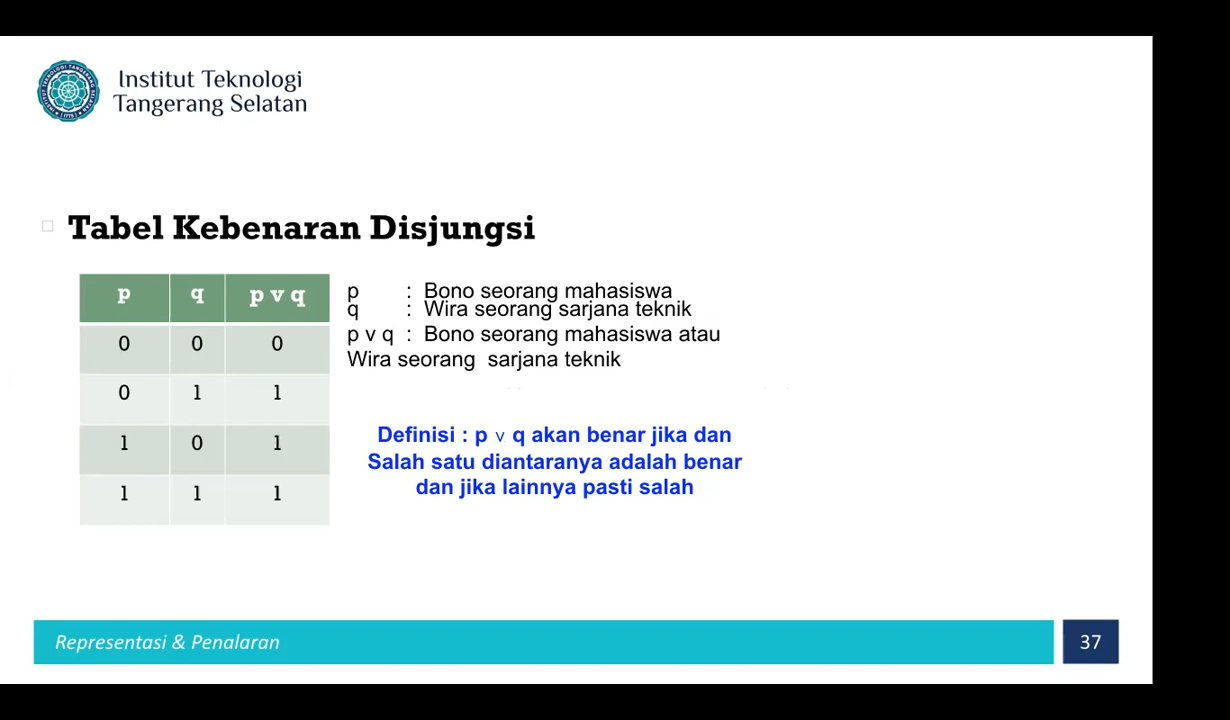 Institut Teknologi
Tangerang Selatan
Tabel Kebenaran Disjungsi
p q p v q
0 0 0
0 1 1
1 0 1
1 1 1
p : Bono seorang mahasiswa
q : Wira seorang sarjana teknik
p v q : Bono seorang mahasiswa atau
Wira seorang sarjana teknik
Definisi : p v q akan benar jika dan
Salah satu diantaranya adalah benar
dan jika lainnya pasti salah
Representasi & Penalaran
37